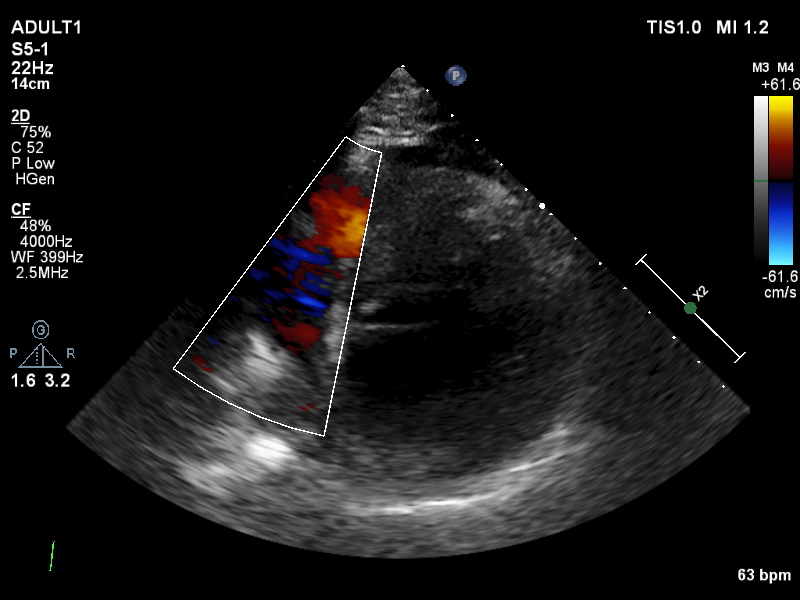 ADULT1
S5-1
22Hz
14cm
2D
75%
C 52
P Low
HGen
CF
48%
4000Hz
WF 399Hz
2.5MHz
G
P R
1.6 3.2
P
TIS1.0 MI 1.2
M3 M4
+61.6
-61.6
cm/s
X2
63 bpm